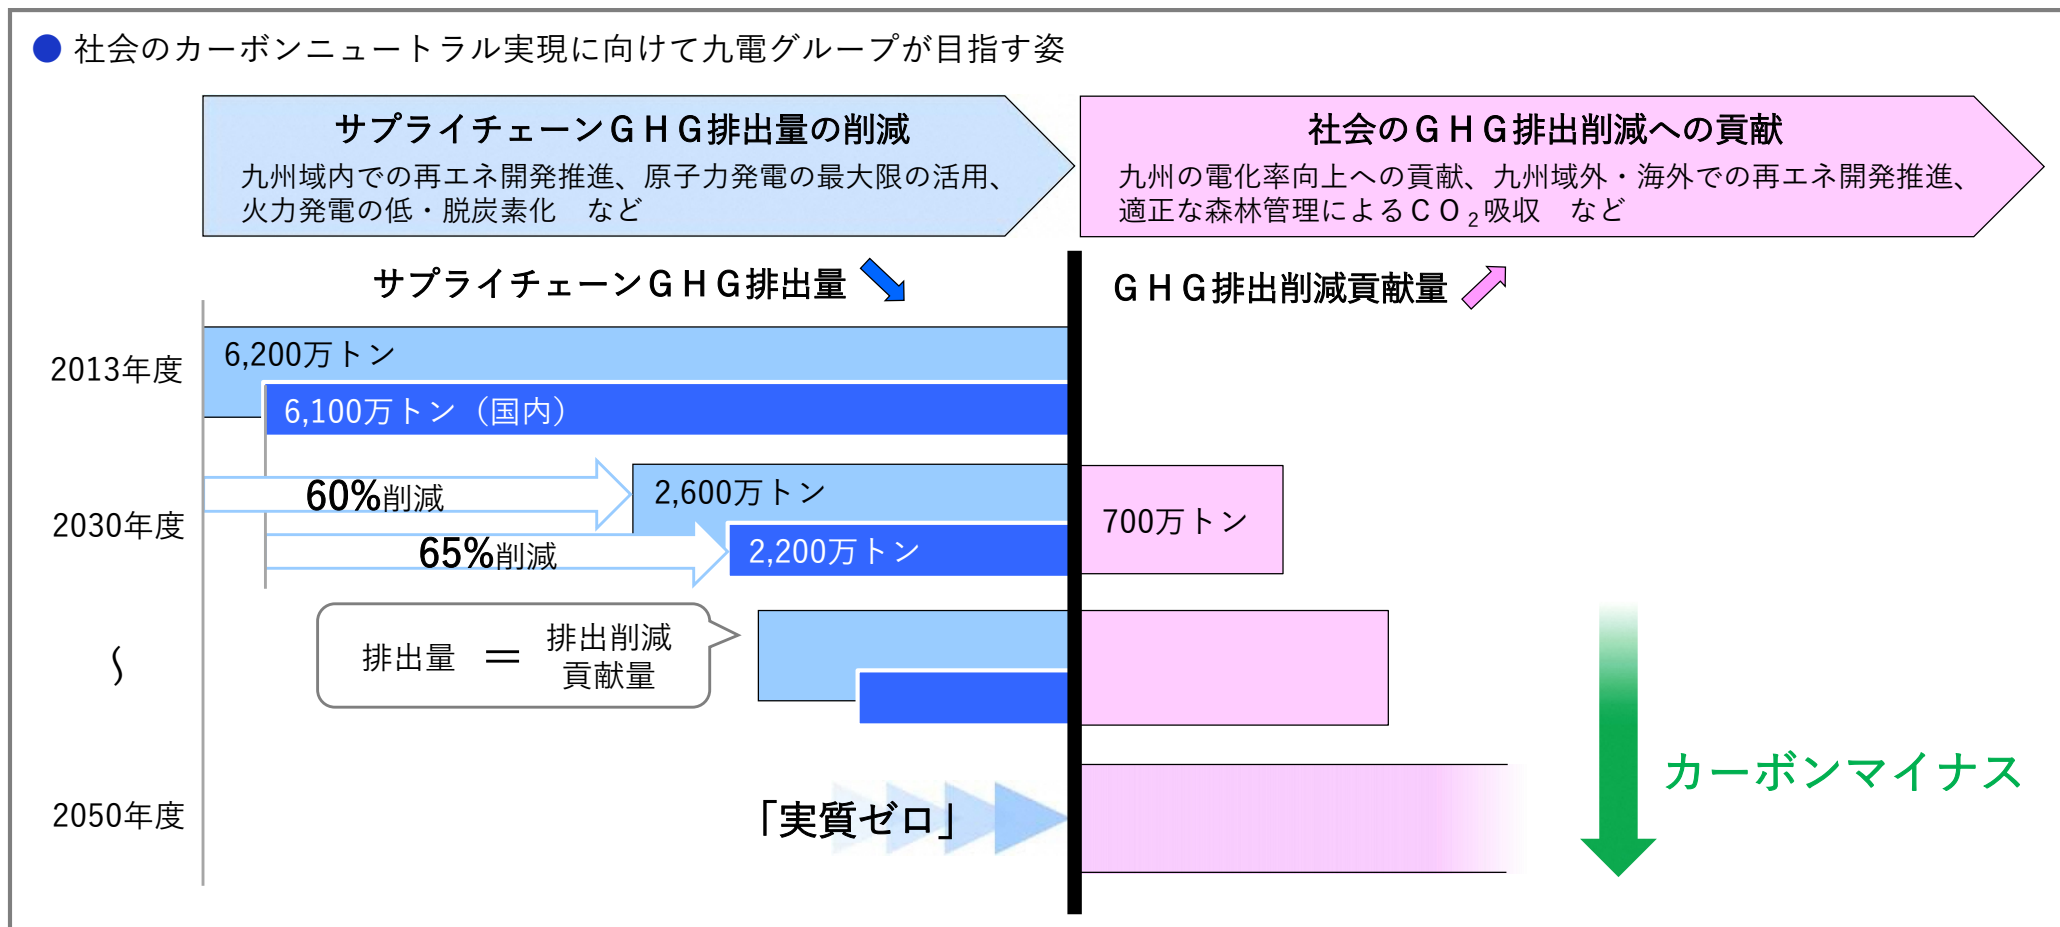 ● 社会のカーボンニュートラル実現に向けて九電グループが目指す姿
サプライチェーンＧＨＧ排出量の削減
九州域内での再エネ開発推進、原子力発電の最大限の活用、
火力発電の低・脱炭素化　など
社会のＧＨＧ排出削減への貢献
九州の電化率向上への貢献、九州域外・海外での再エネ開発推進、
適正な森林管理によるＣＯ₂吸収　など
サプライチェーンＧＨＧ排出量
ＧＨＧ排出削減貢献量
2013年度
6,200万トン
6,100万トン（国内）
2030年度
60%削減
2,600万トン
65%削減
2,200万トン
700万トン
～
排出量 ＝ 排出削減
貢献量
カーボンマイナス
2050年度
「実質ゼロ」